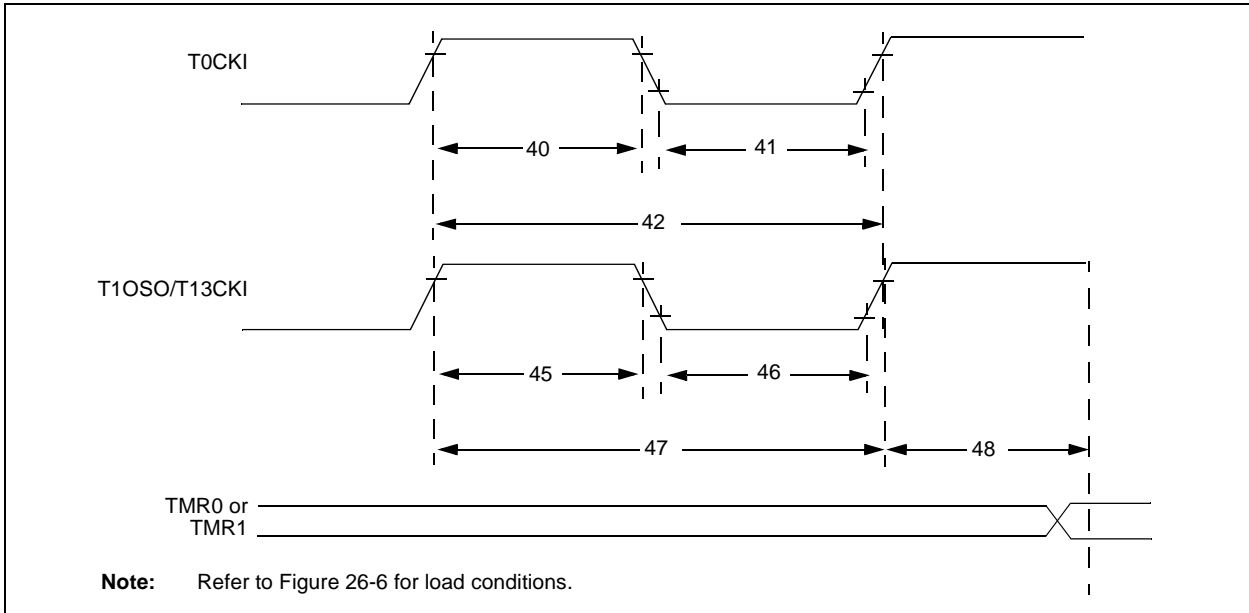 T0CKI
40
41
42
T1OSO/T13CKI
45
46
47
48
TMR0 or
TMR1
Note: Refer to Figure 26-6 for load conditions.